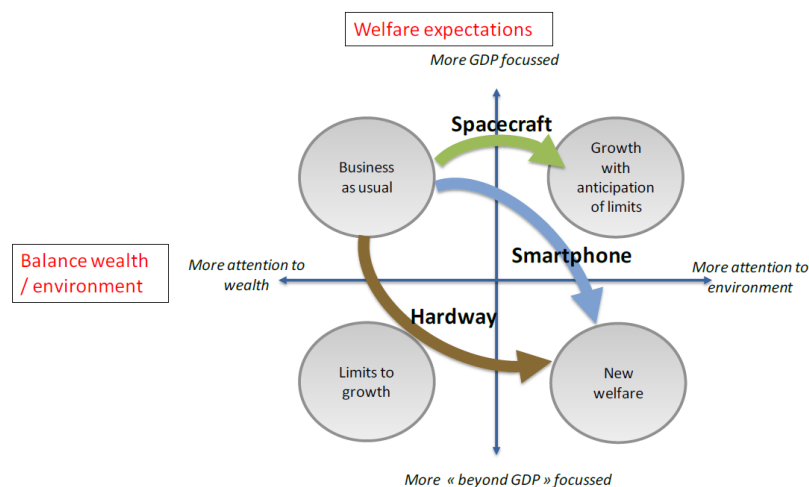 Welfare expectations
More GDP focussed
Spacecraft
Business
as usual
Growth
with
anticipation
of limits
Smartphone
Balance wealth
/ environment
More attention to
wealth
More attention to
environment
Hardway
Limits to
growth
New
welfare
More « beyond GDP » focussed